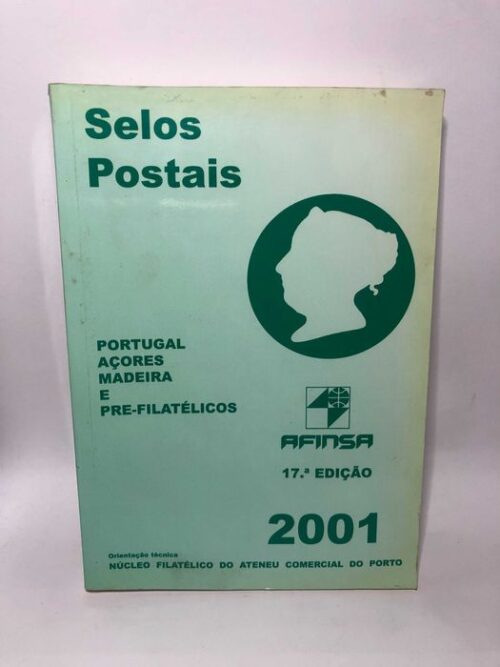 Selos
Postais
PORTUGAL
AÇORES
MADEIRA
E
PRE-FILATÉLICOS
AFINSA
17.ª EDIÇÃO
2001
Orientação técnica
NÚCLEO FILATÉLICO DO ATENEU COMERCIAL DO PORTO